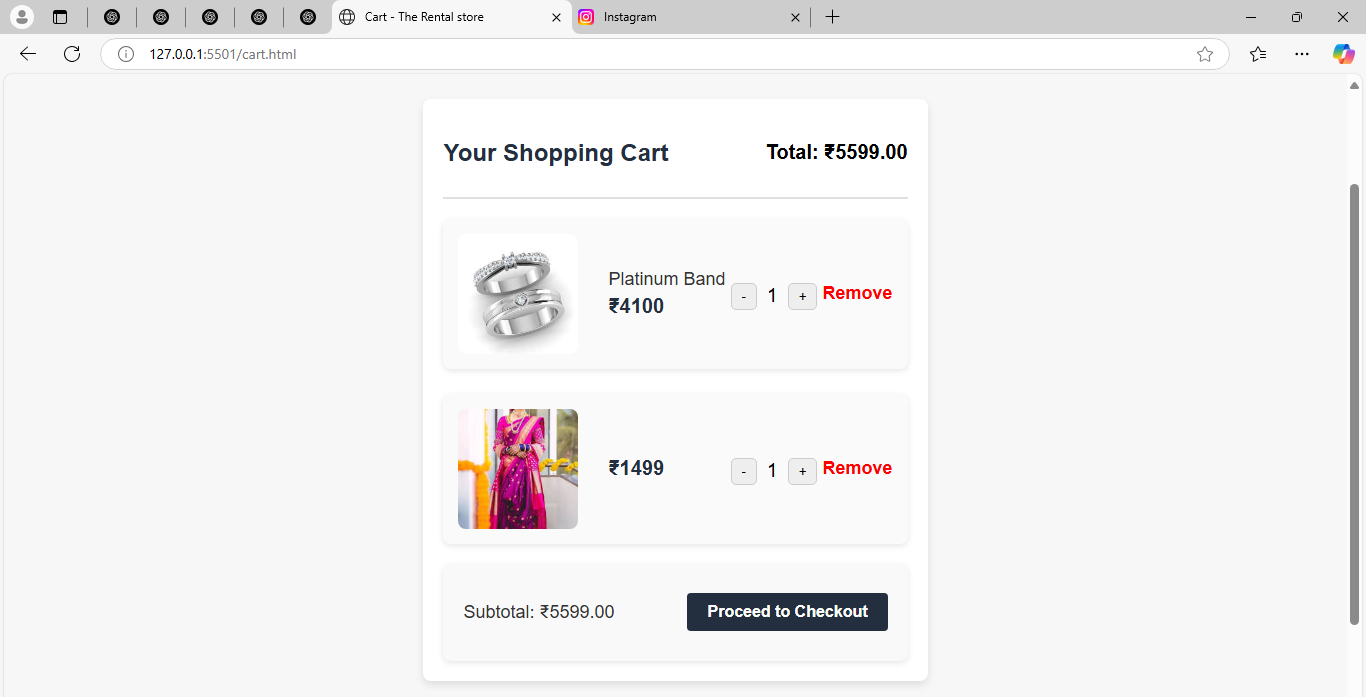 Cart - The Rental store
Instagram
127.0.0.1:5501/cart.html
Your Shopping Cart
Total: ₹5599.00
Platinum Band
₹4100
- 1 + Remove
₹1499
- 1 + Remove
Subtotal: ₹5599.00
Proceed to Checkout